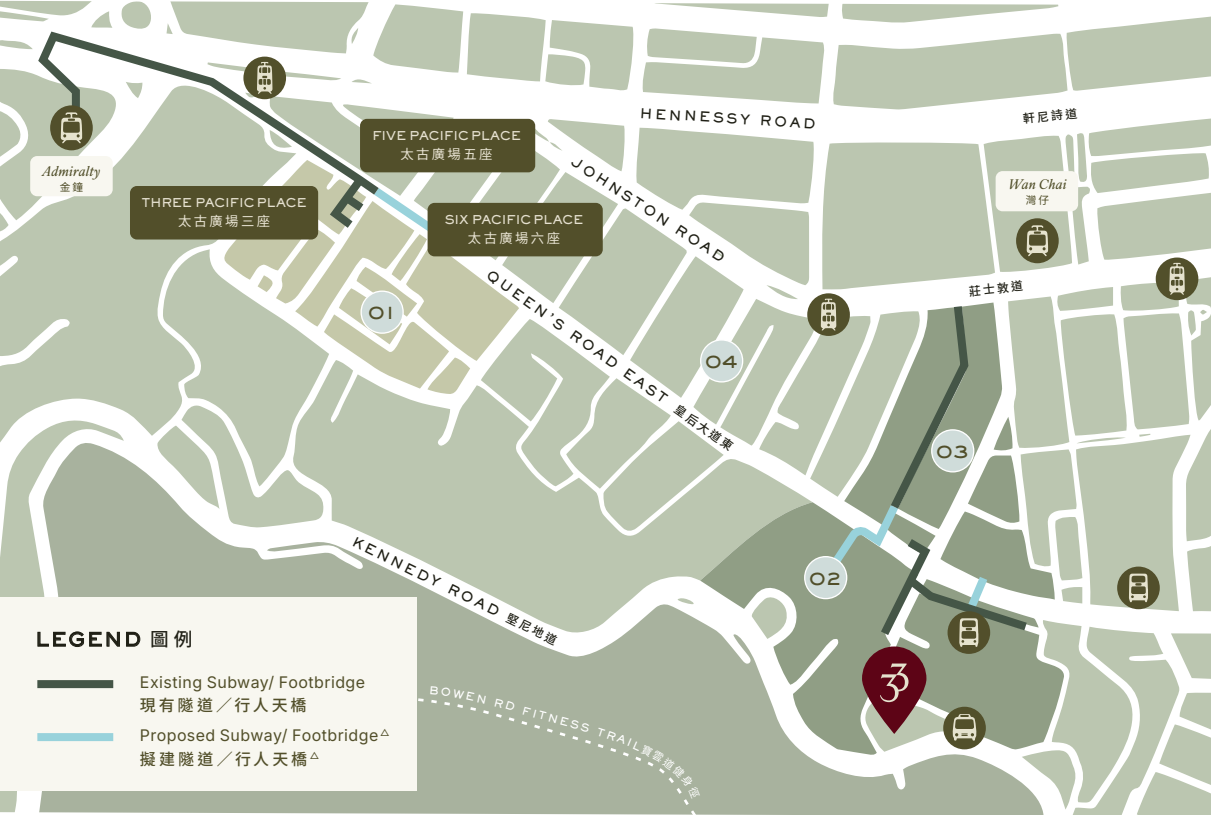 HENNESSY ROAD
軒尼詩道
FIVE PACIFIC PLACE
太古廣場五座
JOHNSTON ROAD
Admiralty
金鐘
Wan Chai
灣仔
THREE PACIFIC PLACE
太古廣場三座
SIX PACIFIC PLACE
太古廣場六座
莊士敦道
01
QUEEN'S ROAD EAST 皇后大道東
04
03
02
KENNEDY ROAD 堅尼地道
33
BOWEN RD FITNESS TRAIL 寶雲道健身徑
LEGEND 圖例
Existing Subway/ Footbridge
現有隧道／行人天橋
Proposed Subway/ Footbridge△
擬建隧道／行人天橋△